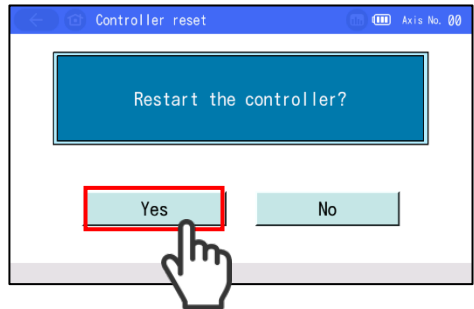 Controller reset
Axis No. 00
Restart the controller?
Yes
No